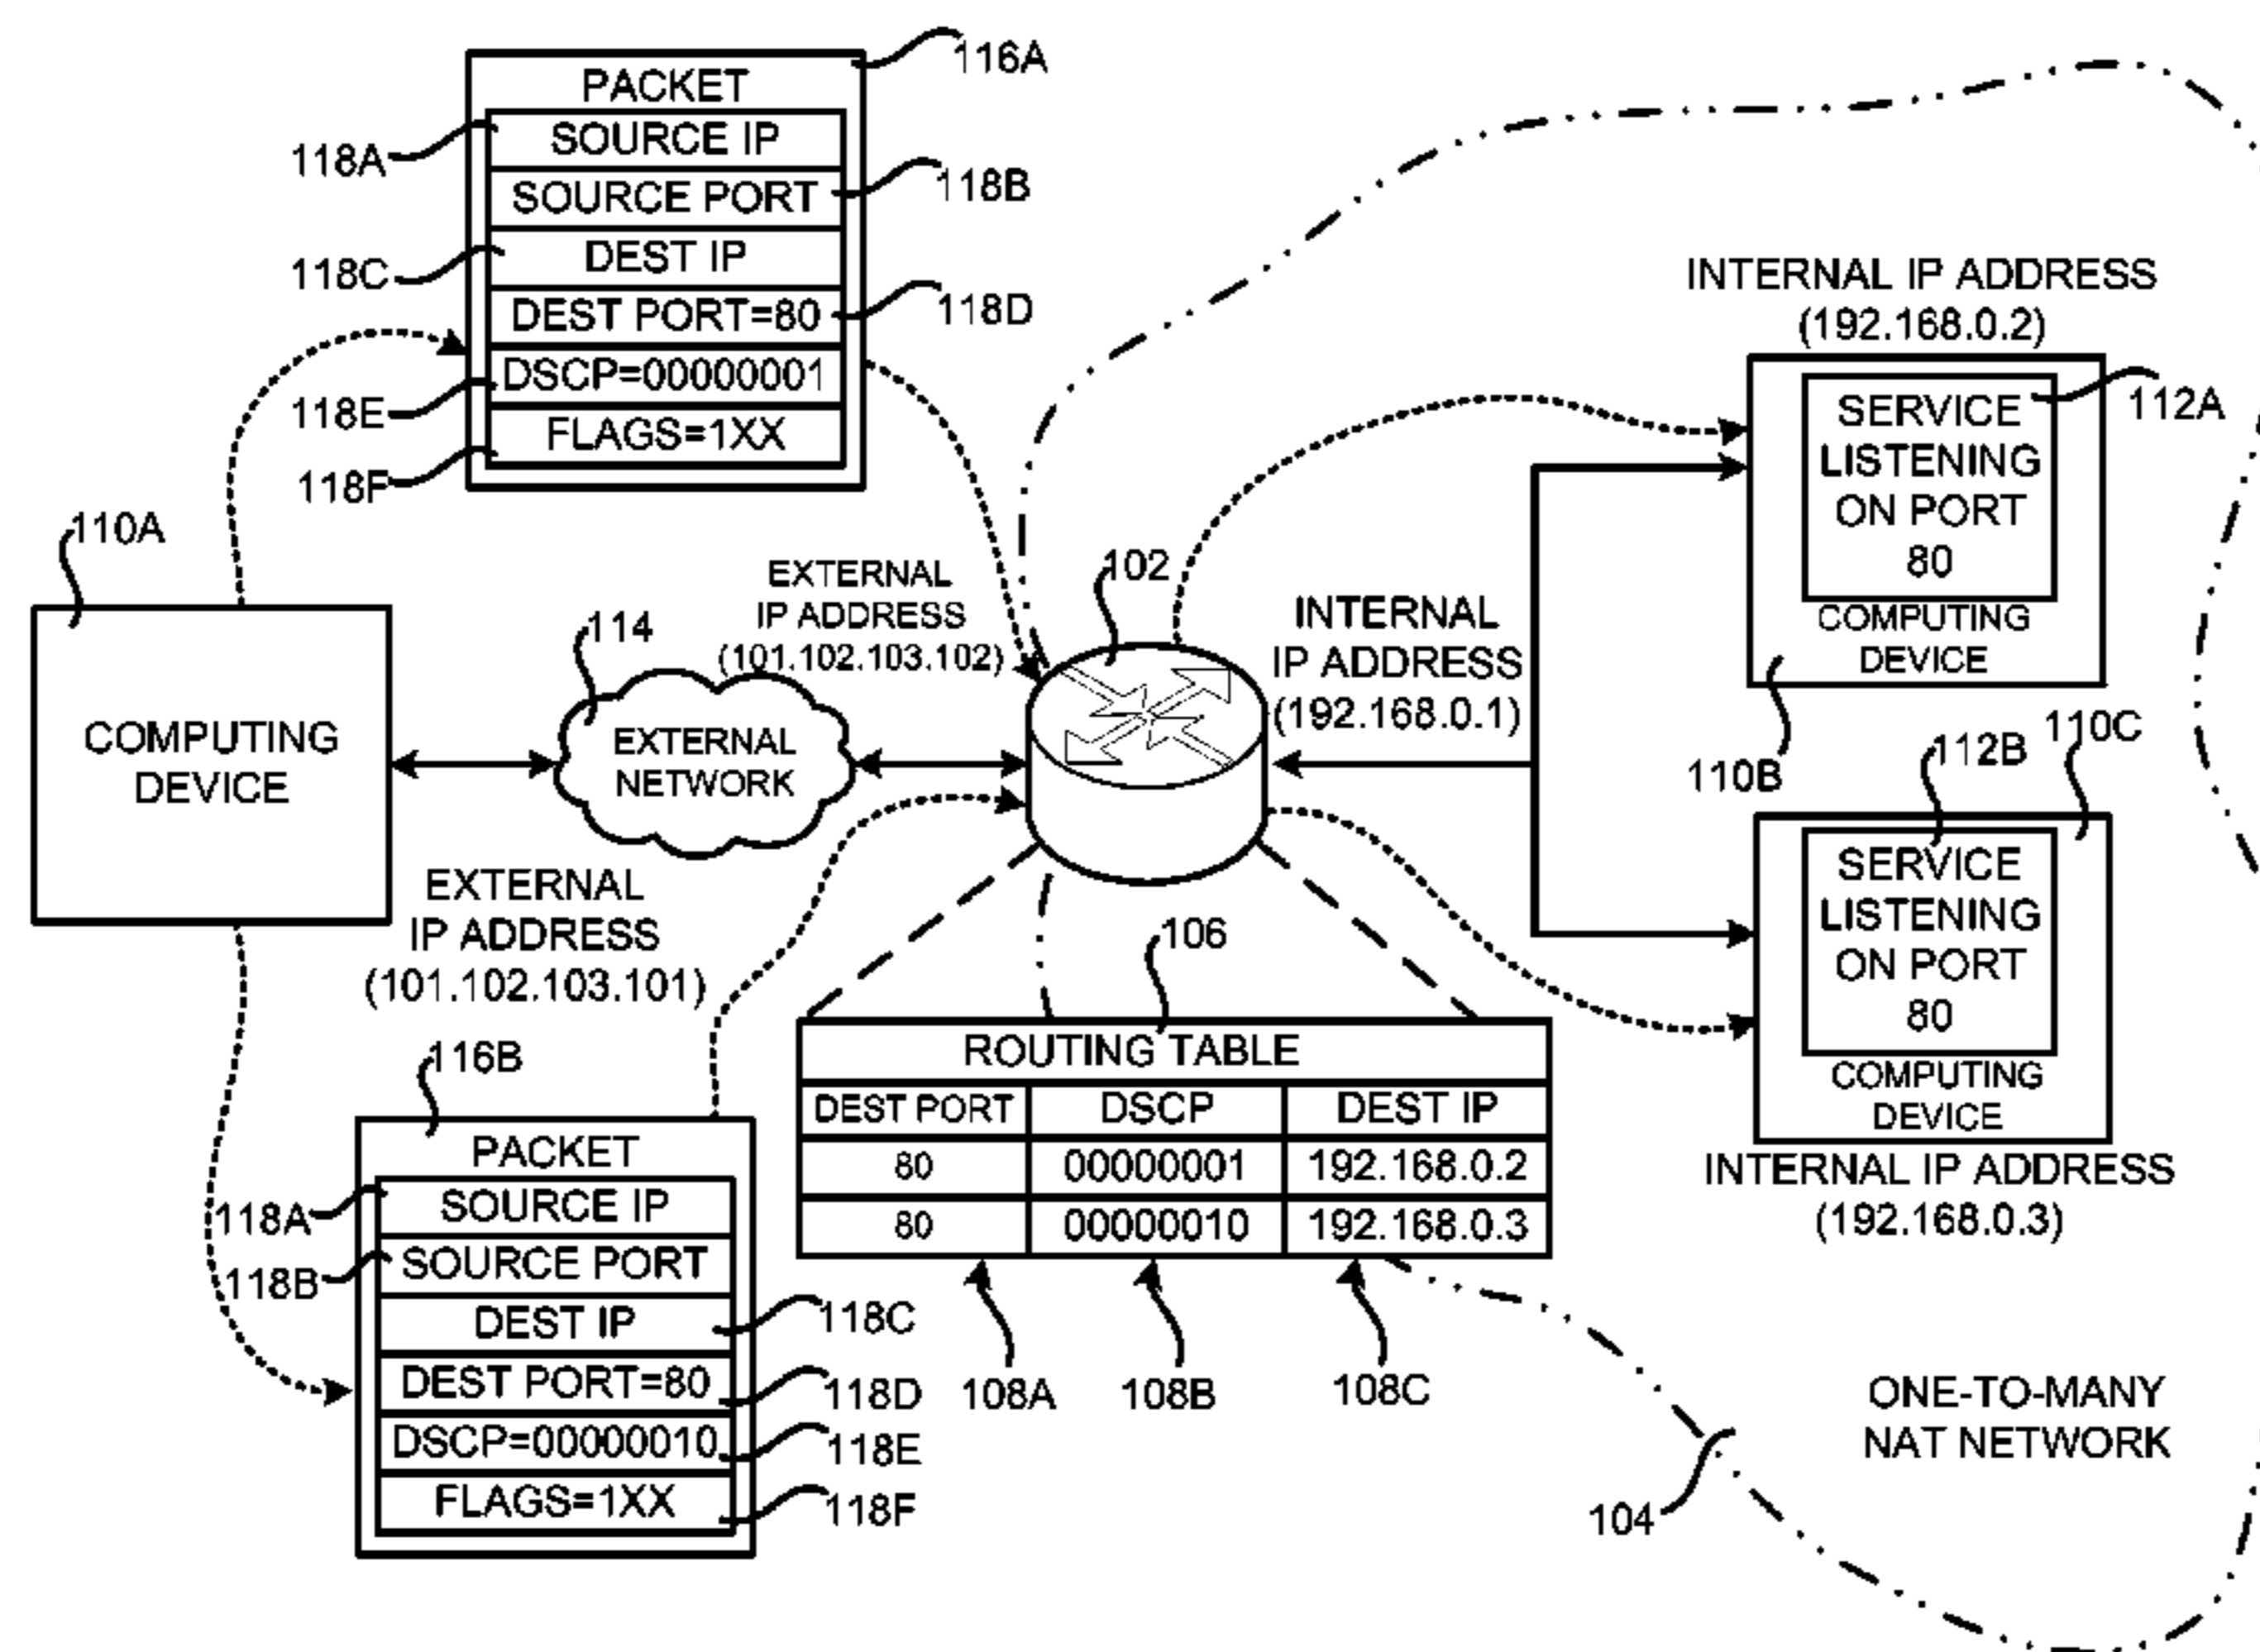 116A
PACKET
SOURCE IP
118A
SOURCE PORT
118B
DEST IP
118C
DEST PORT=80
118D
DSCP=00000001
118E
FLAGS=1XX
118F
110A
COMPUTING
DEVICE
114
EXTERNAL
NETWORK
EXTERNAL
IP ADDRESS
(101.102.103.102)
102
INTERNAL
IP ADDRESS
(192.168.0.1)
INTERNAL IP ADDRESS
(192.168.0.2)
112A
SERVICE
LISTENING
ON PORT
80
COMPUTING
DEVICE
110B
110C
112B
SERVICE
LISTENING
ON PORT
80
COMPUTING
DEVICE
INTERNAL IP ADDRESS
(192.168.0.3)
EXTERNAL
IP ADDRESS
(101.102.103.101)
106
ROUTING TABLE
DEST PORT DSCP DEST IP
80 00000001 192.168.0.2
80 00000010 192.168.0.3
108A 108B 108C
116B
PACKET
SOURCE IP
118A
SOURCE PORT
118B
DEST IP
118C
DEST PORT=80
118D
DSCP=00000010
118E
FLAGS=1XX
118F
ONE-TO-MANY
NAT NETWORK
104